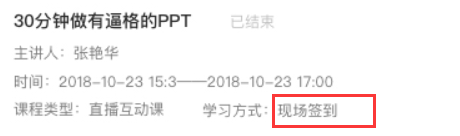 30分钟做有逼格的PPT 已结束
主讲人：张艳华
时间：2018-10-23 15:3——2018-10-23 17:00
课程类型：直播互动课 学习方式：现场签到